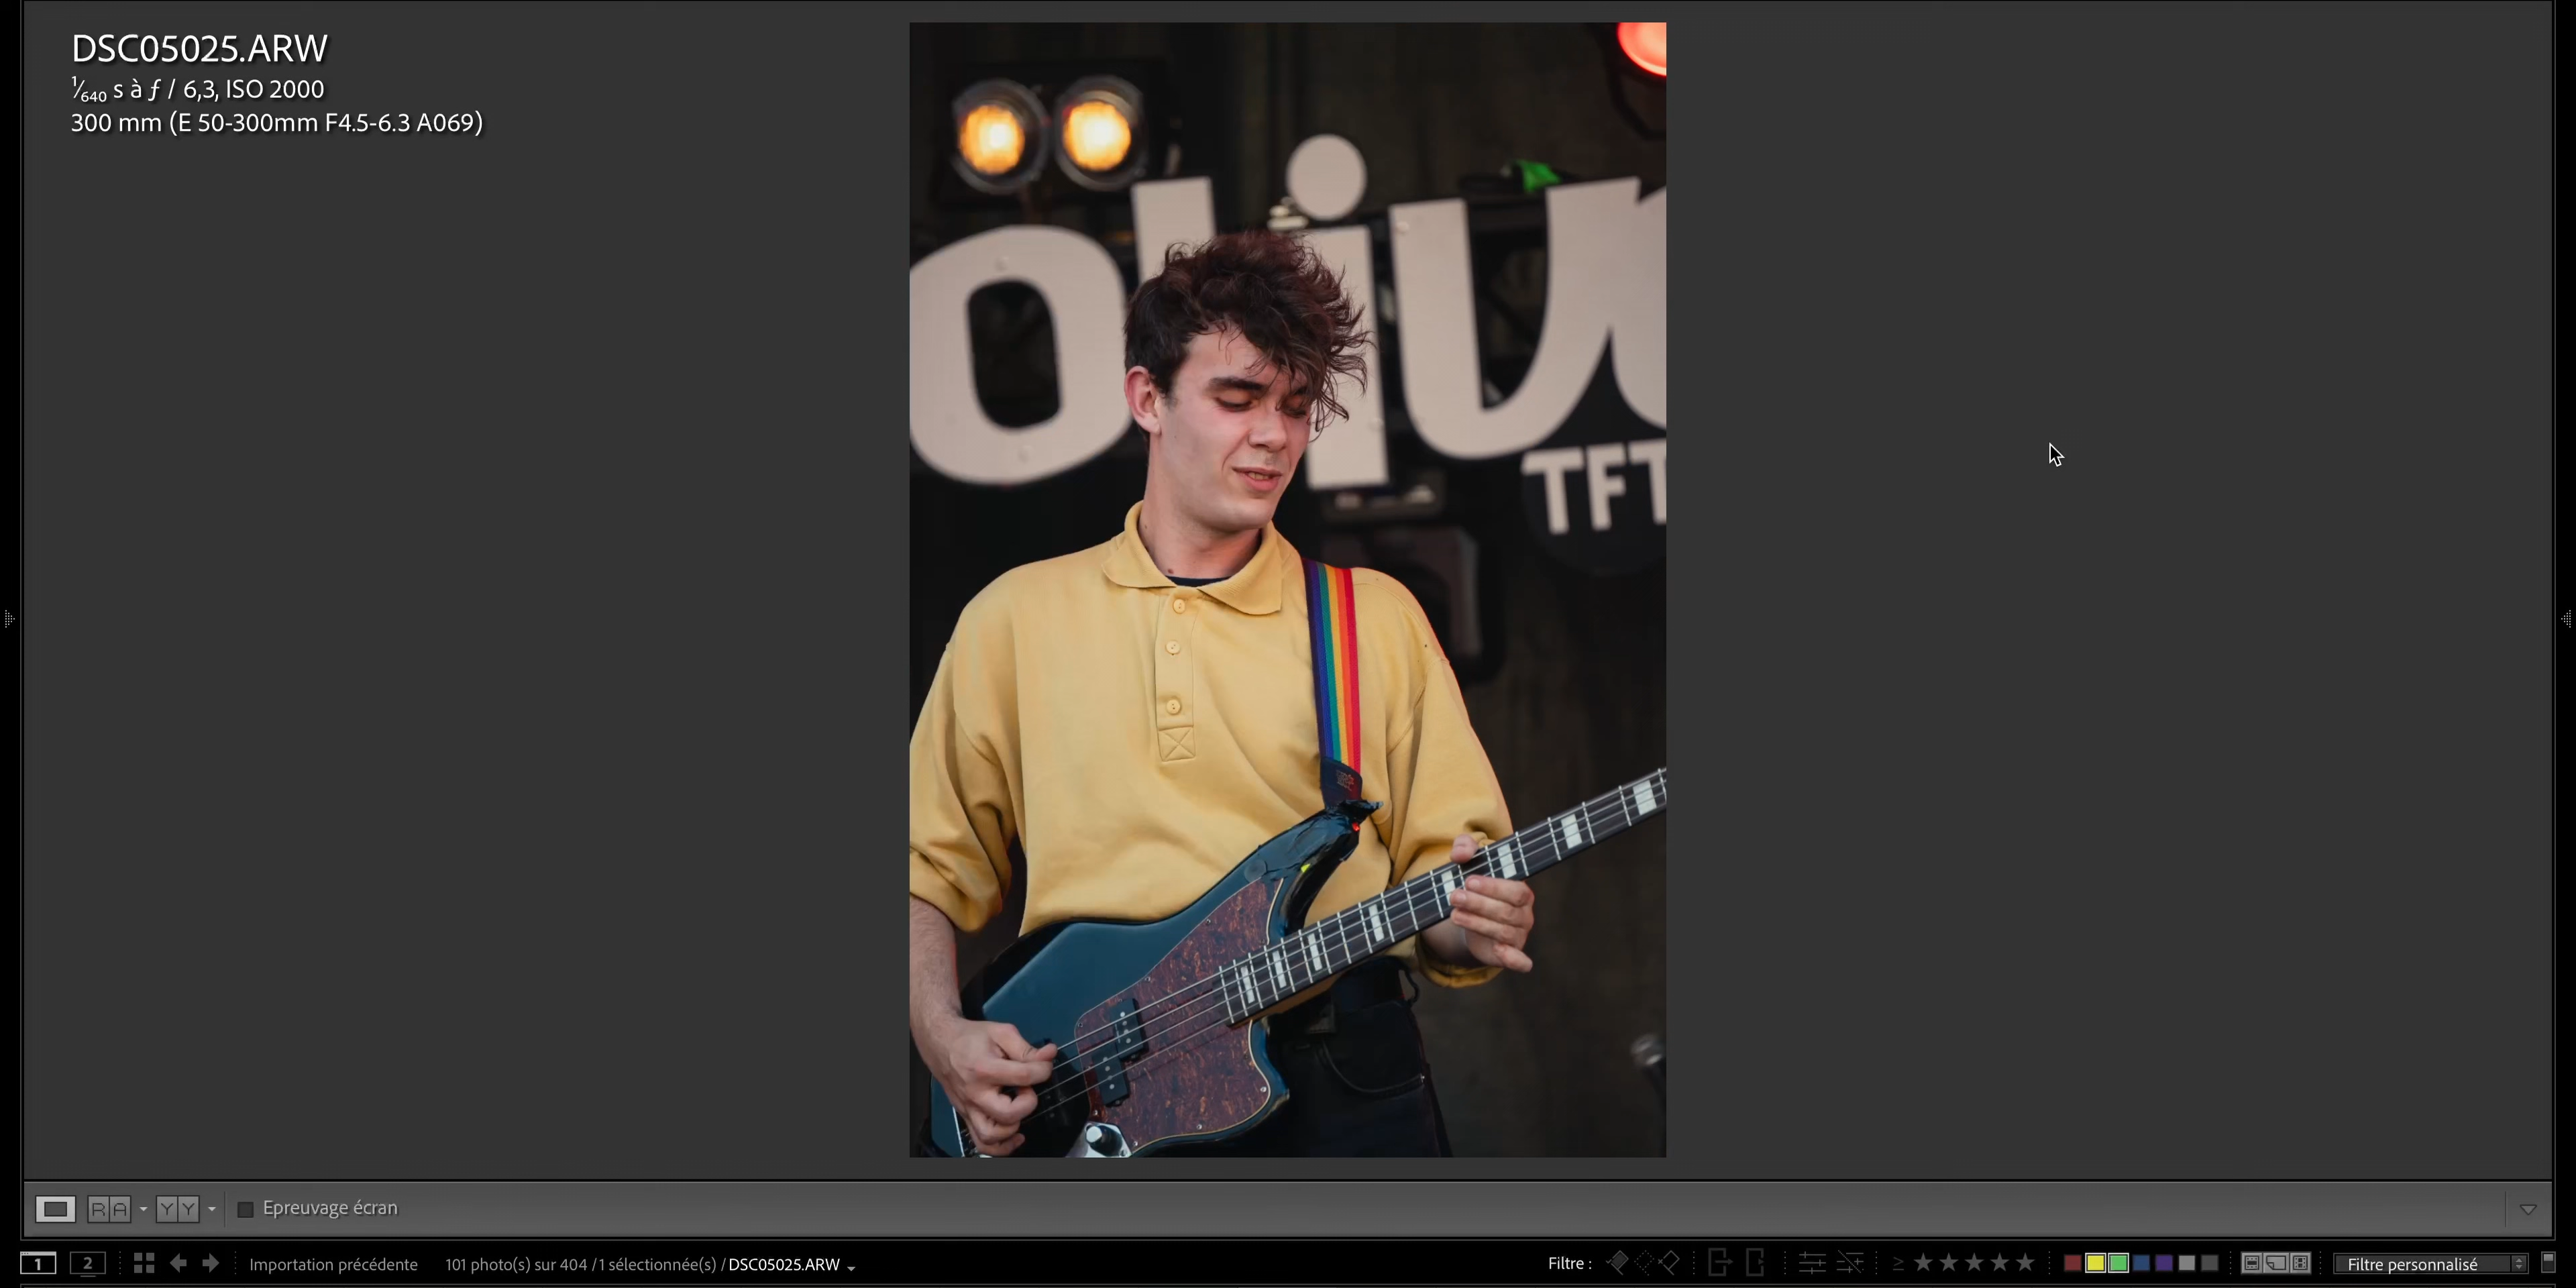 DSC05025.ARW
1/640 s à ƒ / 6,3, ISO 2000
300 mm (E 50-300mm F4.5-6.3 A069)
TFT
R A
Y Y
Epreuvage écran
1
2
Importation précédente
101 photo(s) sur 404 /1 sélectionnée(s) / DSC05025.ARW
Filtre :
≥ ★ ★ ★ ★ ★
Filtre personnalisé